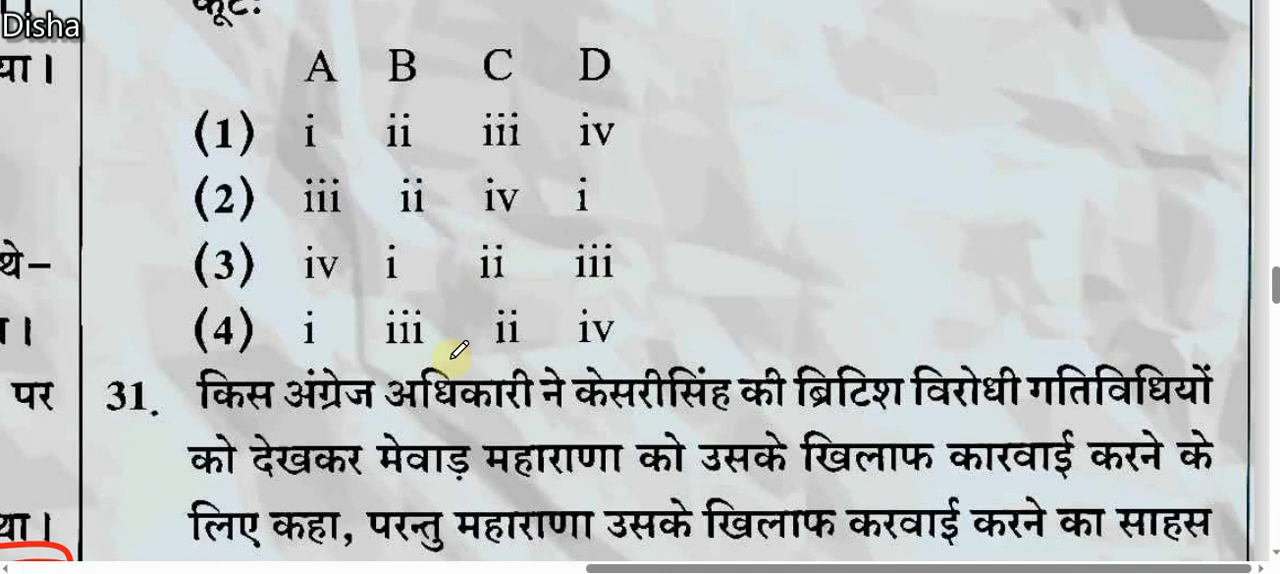 Disha
कूटः
या।
A B C D
(1) i ii iii iv
(2) iii ii iv i
थे–
(3) iv i ii iii
(4) i iii ii iv
पर
31. किस अंग्रेज अधिकारी ने केसरीसिंह की ब्रिटिश विरोधी गतिविधियों
को देखकर मेवाड़ महाराणा को उसके खिलाफ कारवाई करने के
था।
लिए कहा, परन्तु महाराणा उसके खिलाफ करवाई करने का साहस